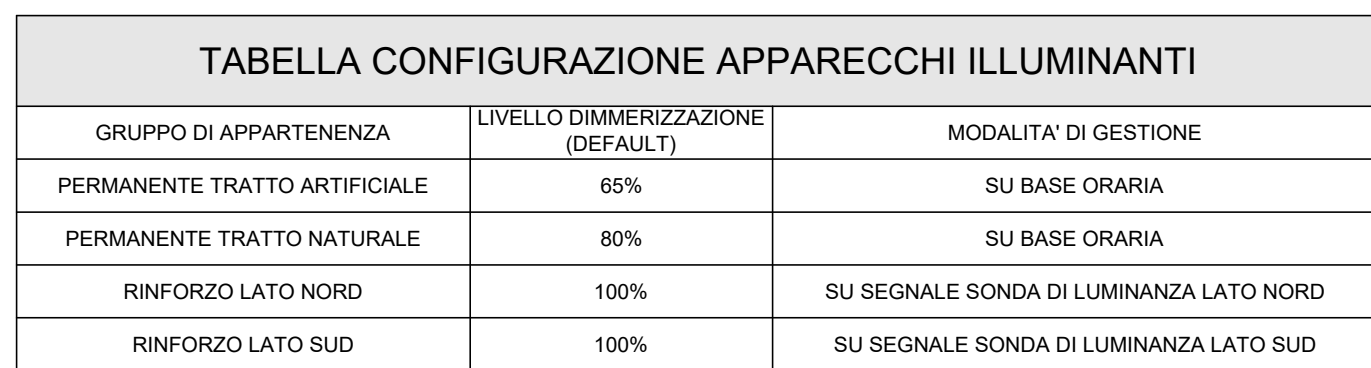 TABELLA CONFIGURAZIONE APPARECCHI ILLUMINANTI
GRUPPO DI APPARTENENZA
LIVELLO DIMMERIZZAZIONE
(DEFAULT)
MODALITA' DI GESTIONE
PERMANENTE TRATTO ARTIFICIALE
65%
SU BASE ORARIA
PERMANENTE TRATTO NATURALE
80%
SU BASE ORARIA
RINFORZO LATO NORD
100%
SU SEGNALE SONDA DI LUMINANZA LATO NORD
RINFORZO LATO SUD
100%
SU SEGNALE SONDA DI LUMINANZA LATO SUD